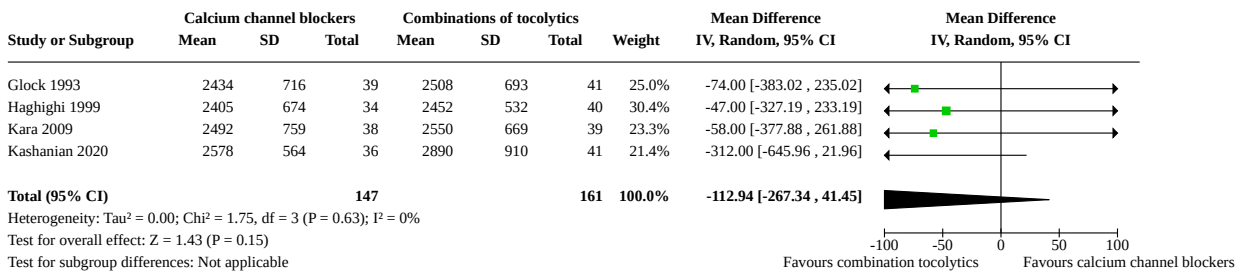 Calcium channel blockers Combinations of tocolytics Mean Difference Mean Difference
Study or Subgroup Mean SD Total Mean SD Total Weight IV, Random, 95% CI IV, Random, 95% CI
Glock 1993 2434 716 39 2508 693 41 25.0% -74.00 [-383.02 , 235.02]
Haghighi 1999 2405 674 34 2452 532 40 30.4% -47.00 [-327.19 , 233.19]
Kara 2009 2492 759 38 2550 669 39 23.3% -58.00 [-377.88 , 261.88]
Kashanian 2020 2578 564 36 2890 910 41 21.4% -312.00 [-645.96 , 21.96]
Total (95% CI) 147 161 100.0% -112.94 [-267.34 , 41.45]
Heterogeneity: Tau² = 0.00; Chi² = 1.75, df = 3 (P = 0.63); I² = 0%
Test for overall effect: Z = 1.43 (P = 0.15)
-100 -50 0 50 100
Test for subgroup differences: Not applicable Favours combination tocolytics Favours calcium channel blockers